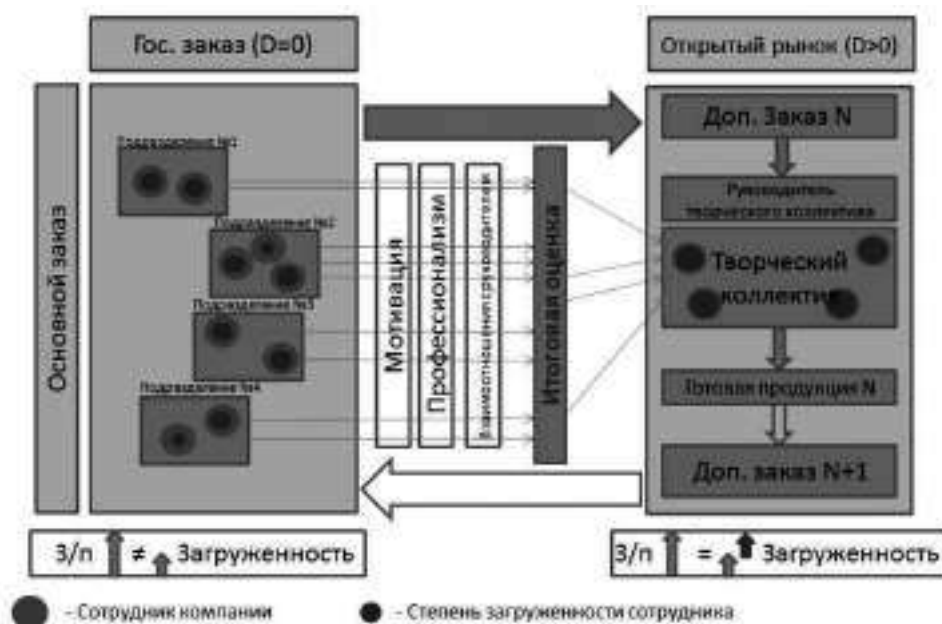 Гос. заказ (D=0)
Открытый рынок (D>0)
Основной заказ
Подразделение №1
Подразделение №2
Подразделение №3
Подразделение №4
Мотивация
Профессионализм
Взаимоотношения с руководителем
Итоговая оценка
Доп. Заказ N
Руководитель
творческого коллектива
Творческий
коллектив
Готовая продукция N
Доп. заказ N+1
З/п ≠ Загруженность
З/п = Загруженность
- Сотрудник компании
- Степень загруженности сотрудника